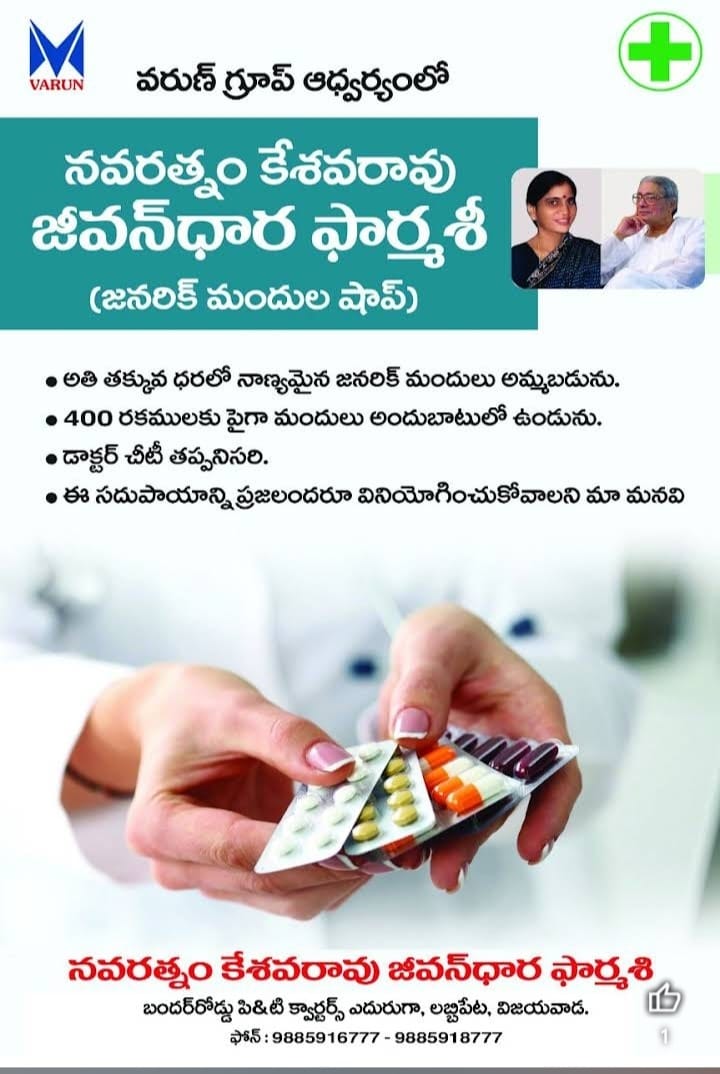 VARUN
వరుణ్ గ్రూప్ ఆధ్వర్యంలో
నవరత్నం కేశవరావు
జీవన్‌ధార ఫార్మశీ
(జనరిక్ మందుల షాప్)
• అతి తక్కువ ధరలో నాణ్యమైన జనరిక్ మందులు అమ్మబడును.
• 400 రకములకు పైగా మందులు అందుబాటులో ఉండును.
• డాక్టర్ చీటీ తప్పనిసరి.
• ఈ సదుపాయాన్ని ప్రజలందరూ వినియోగించుకోవాలని మా మనవి
నవరత్నం కేశవరావు జీవన్‌ధార ఫార్మశి
బందర్‌రోడ్డు పి&టి క్వార్టర్స్ ఎదురుగా, లబ్బిపేట, విజయవాడ.
ఫోన్ : 9885916777 - 9885918777
1